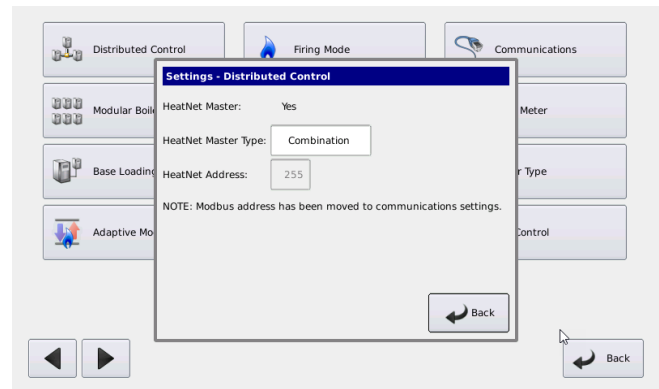 Distributed Control
Firing Mode
Communications
Settings - Distributed Control
Modular Boil
HeatNet Master: Yes
Meter
HeatNet Master Type: Combination
Base Loading
HeatNet Address: 255
r Type
NOTE: Modbus address has been moved to communications settings.
Adaptive Mo
Control
Back
Back